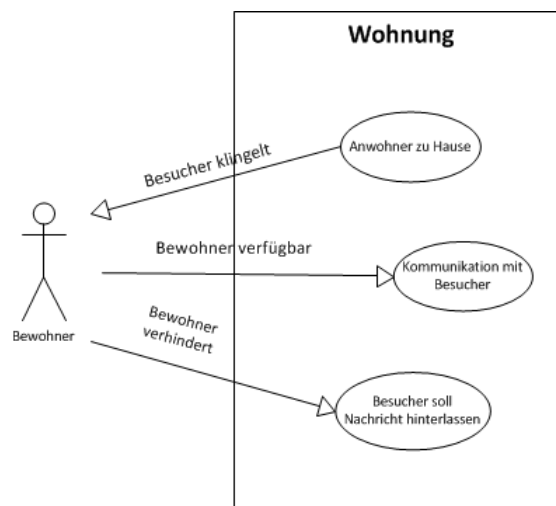 Wohnung
Anwohner zu Hause
Besucher klingelt
Bewohner verfügbar
Kommunikation mit
Besucher
Bewohner
Bewohner
verhindert
Besucher soll
Nachricht hinterlassen